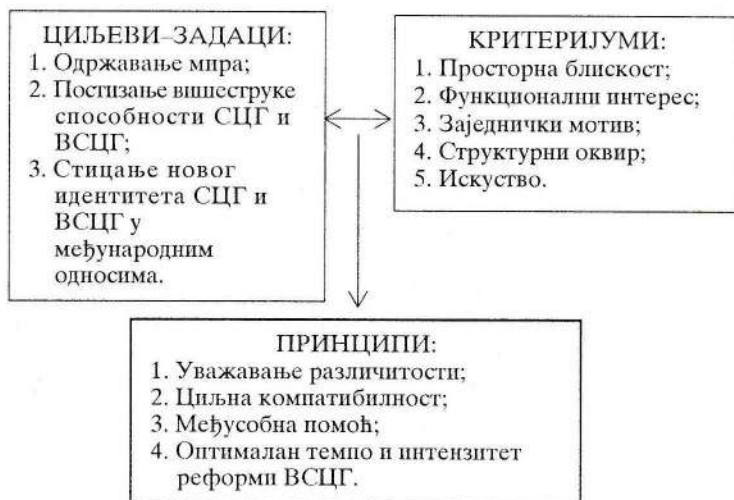 ЦИЉЕВИ–ЗАДАЦИ:
1. Одржавање мира;
2. Постизање вишеструке
способности СЦГ и
ВСЦГ;
3. Стицање новог
идентитета СЦГ и
ВСЦГ у
међународним
односима.
КРИТЕРИЈУМИ:
1. Просторна блискост;
2. Функционални интерес;
3. Заједнички мотив;
4. Структурни оквир;
5. Искуство.
ПРИНЦИПИ:
1. Уважавање различитости;
2. Циљна компатибилност;
3. Међусобна помоћ;
4. Оптималан темпо и интензитет
реформи ВСЦГ.